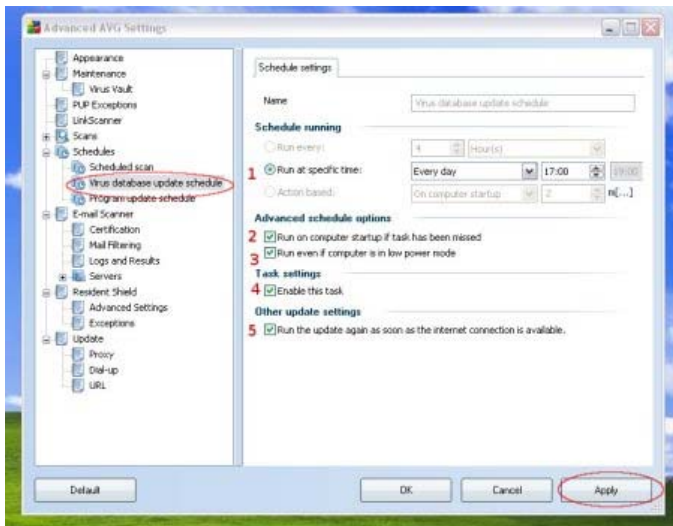 Advanced AVG Settings
Appearance
Maintenance
Virus Vault
PUP Exceptions
LinkScanner
Scans
Schedules
Scheduled scan
Virus database update schedule
Program update schedule
E-mail Scanner
Certification
Mail Filtering
Logs and Results
Servers
Resident Shield
Advanced Settings
Exceptions
Update
Proxy
Dial-up
URL
Schedule settings
Name Virus database update schedule
Schedule running
Run every: 4 Hour(s)
1 Run at specific time: Every day 17:00 19:00
Action based: On computer startup 2 m[...]
Advanced schedule options
2 Run on computer startup if task has been missed
3 Run even if computer is in low power mode
Task settings
4 Enable this task
Other update settings
5 Run the update again as soon as the internet connection is available.
Default OK Cancel Apply